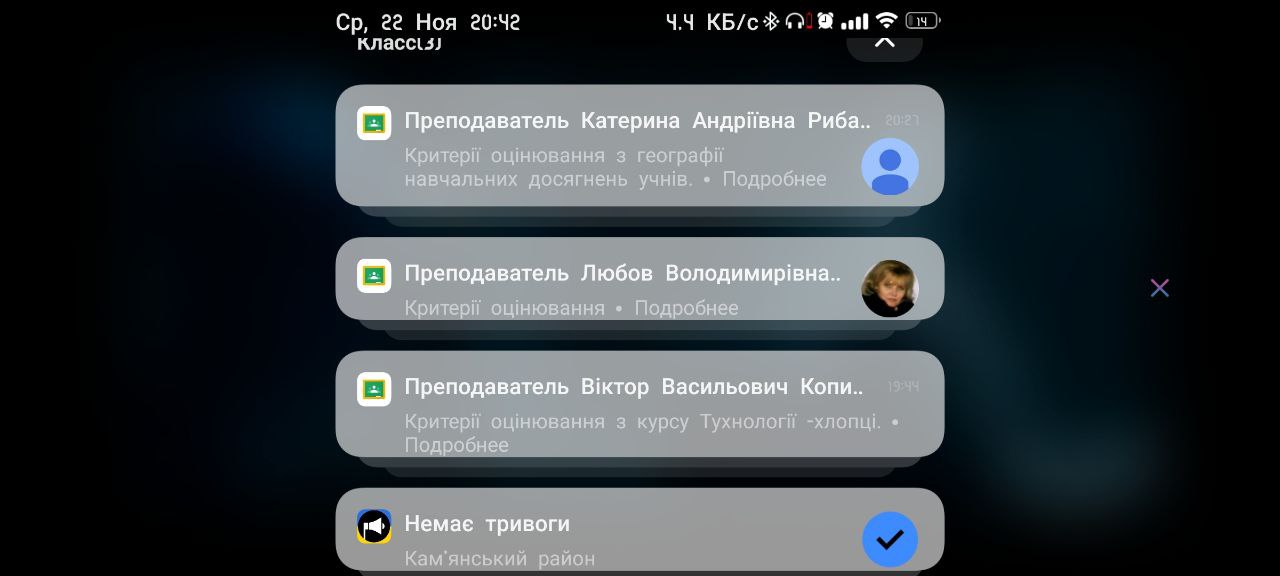 Ср, 22 Ноя 20:42 4.4 КБ/с 14
Класс(3)
Преподаватель Катерина Андріївна Риба.. 20:27
Критерії оцінювання з географії
навчальних досягнень учнів. • Подробнее
Преподаватель Любов Володимирівна..
Критерії оцінювання • Подробнее
Преподаватель Віктор Васильович Копи.. 19:44
Критерії оцінювання з курсу Тухнології -хлопці. •
Подробнее
Немає тривоги
Кам'янський район